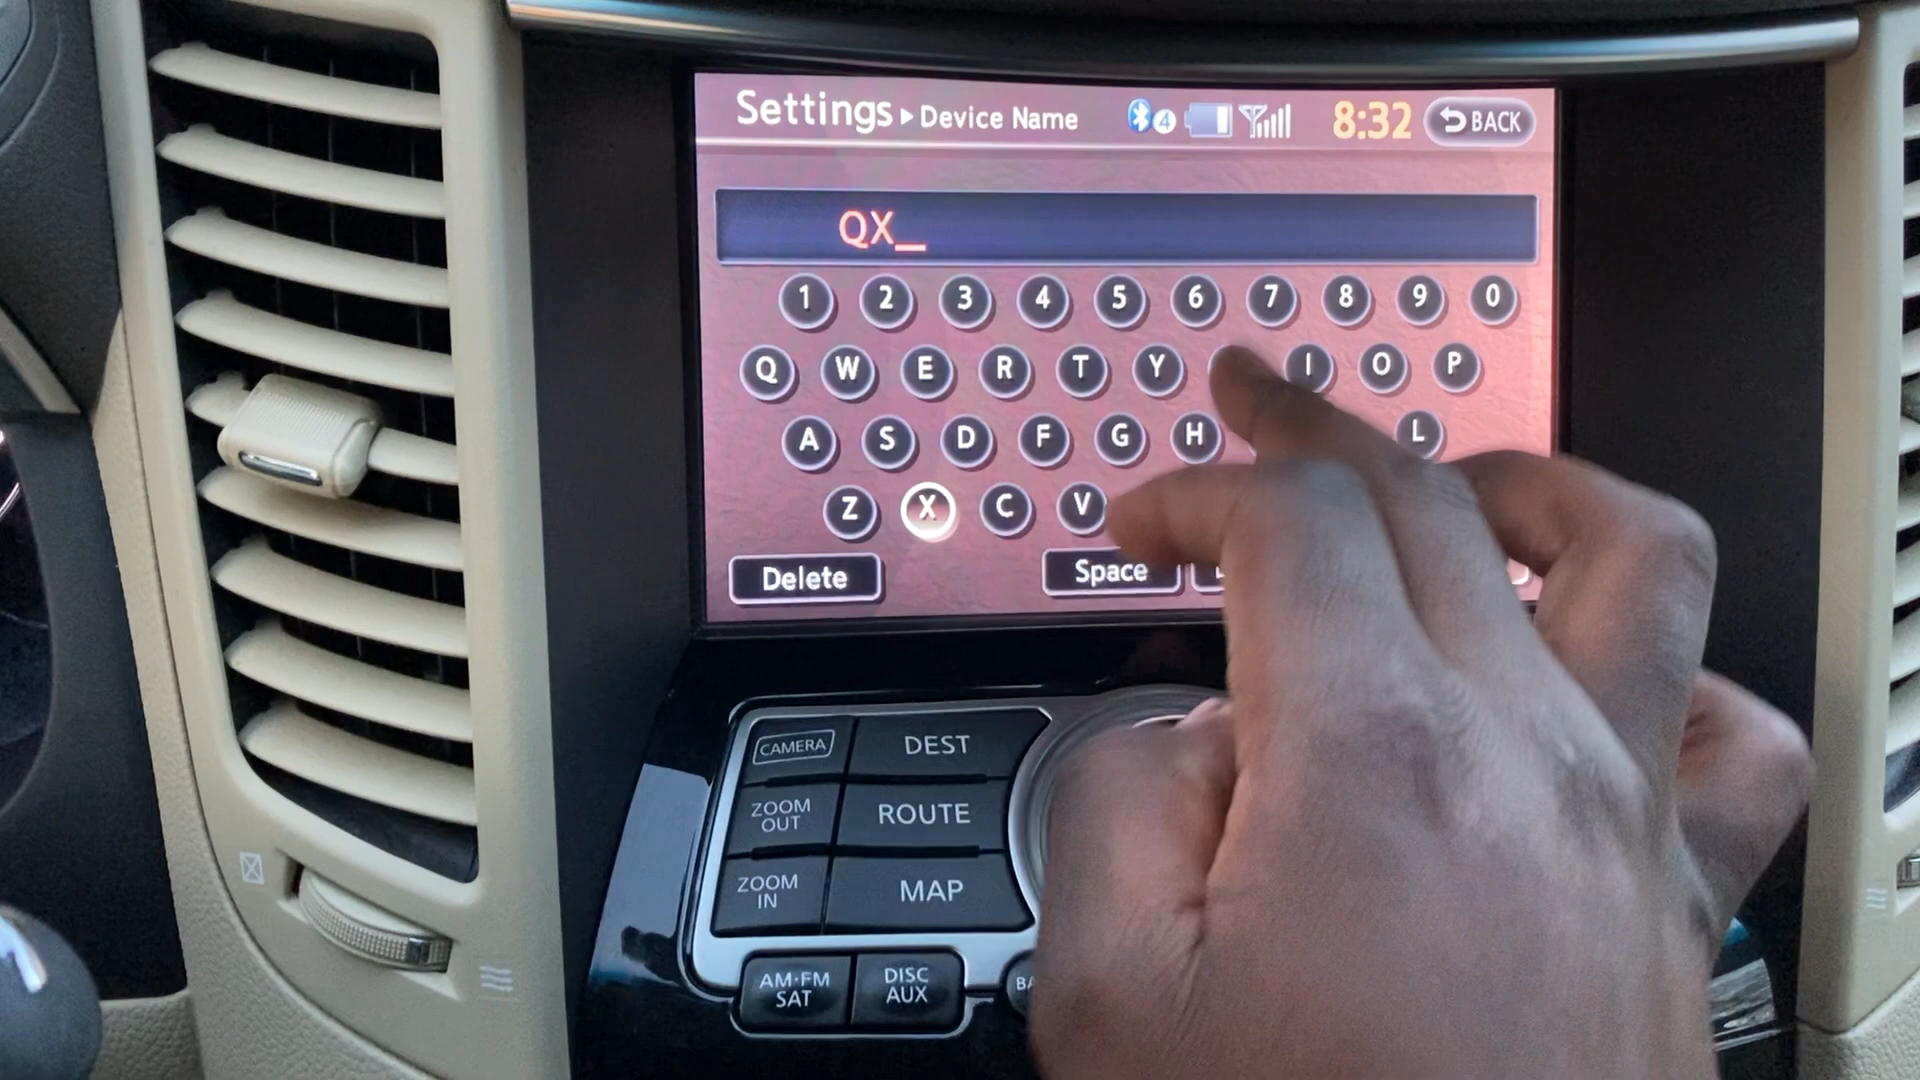 Settings ▸ Device Name 4 8:32 BACK
QX_
1 2 3 4 5 6 7 8 9 0
Q W E R T Y I O P
A S D F G H L
Z X C V
Delete Space
CAMERA DEST
ZOOM OUT ROUTE
ZOOM IN MAP
AM·FM SAT DISC AUX